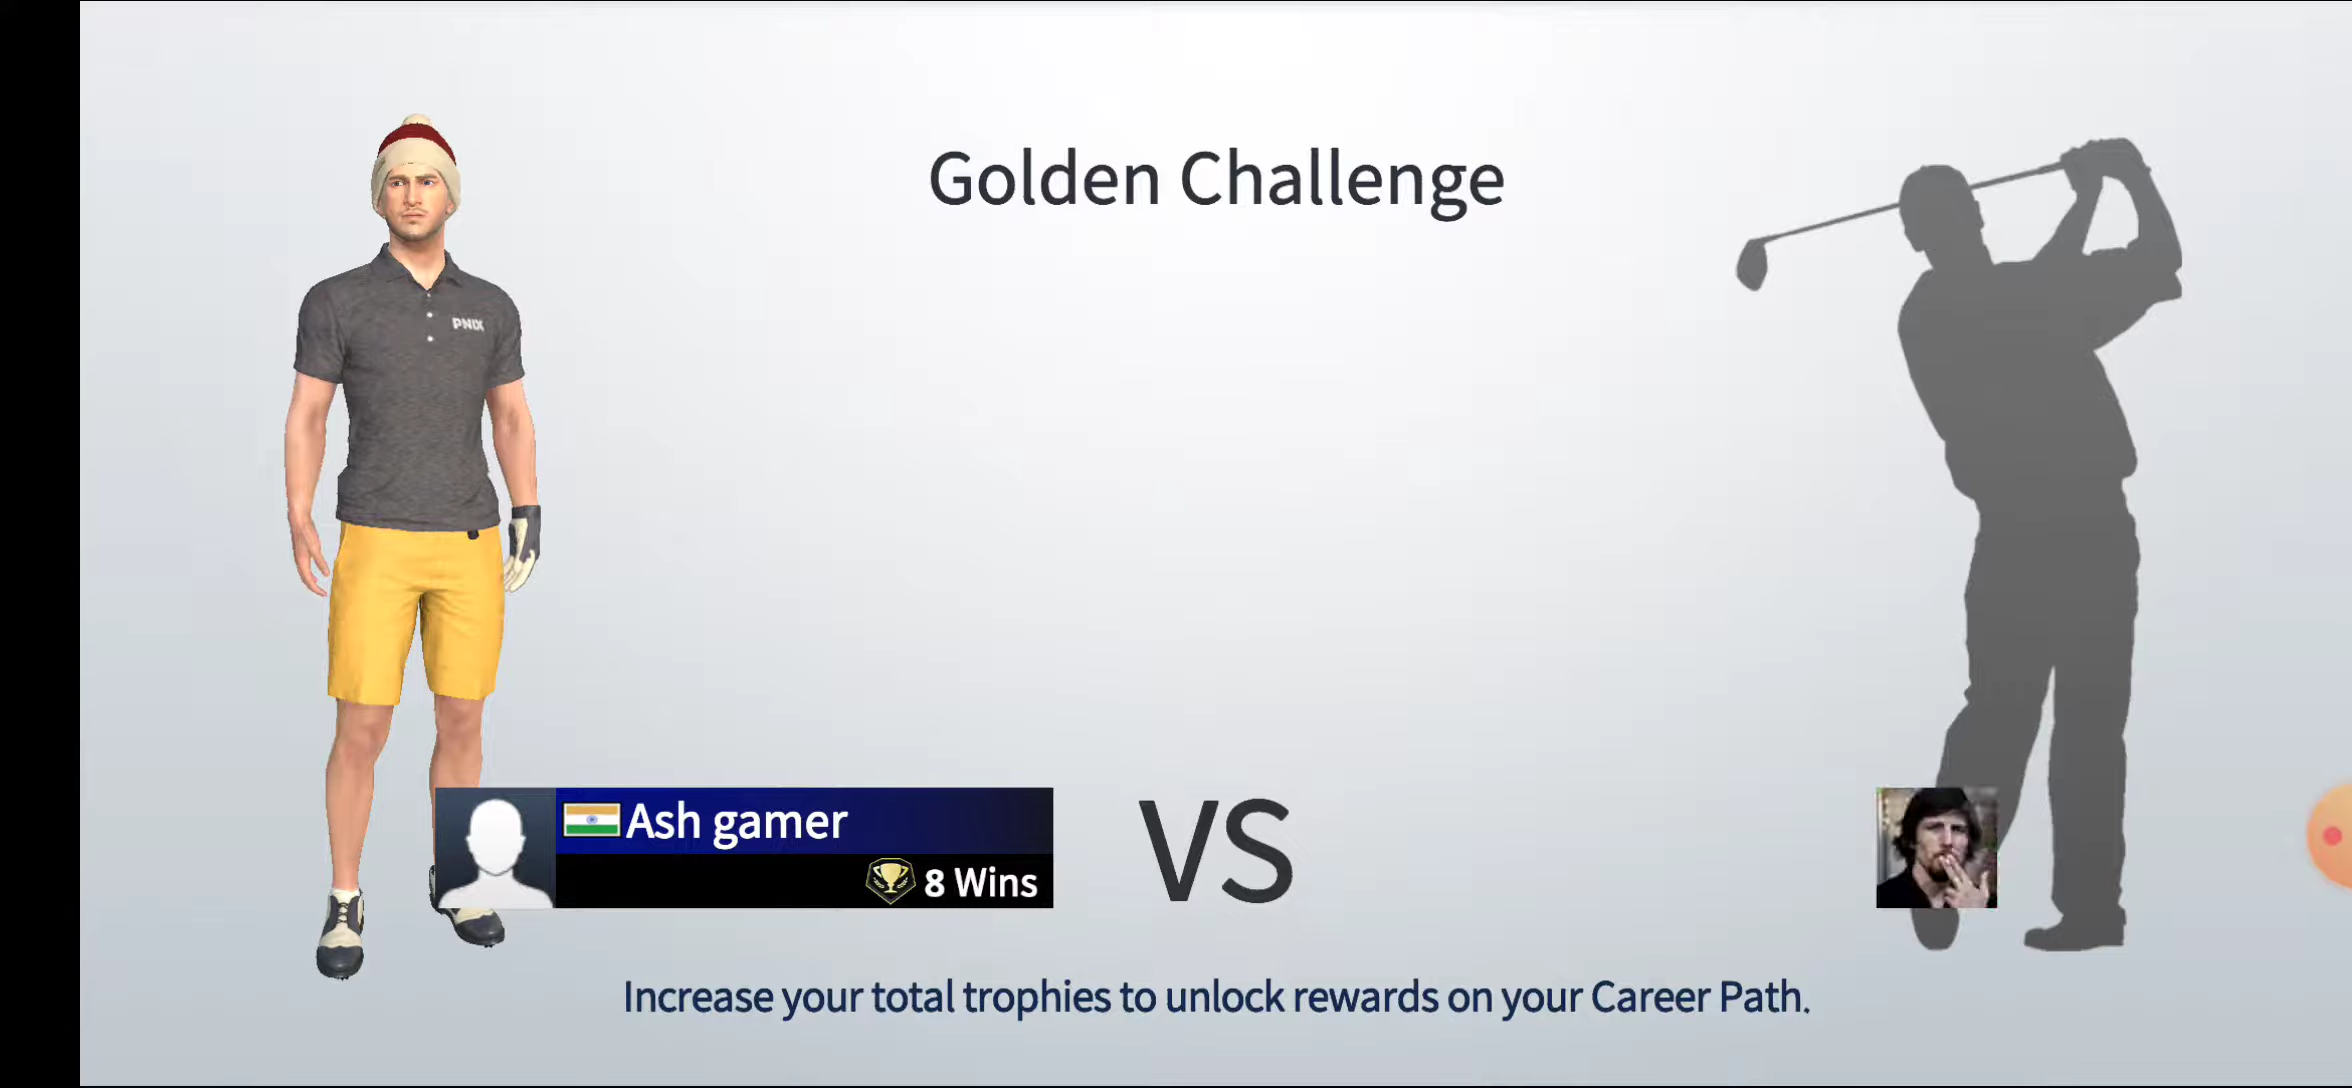 Golden Challenge
PNIX
Ash gamer
8 Wins
VS
Increase your total trophies to unlock rewards on your Career Path.